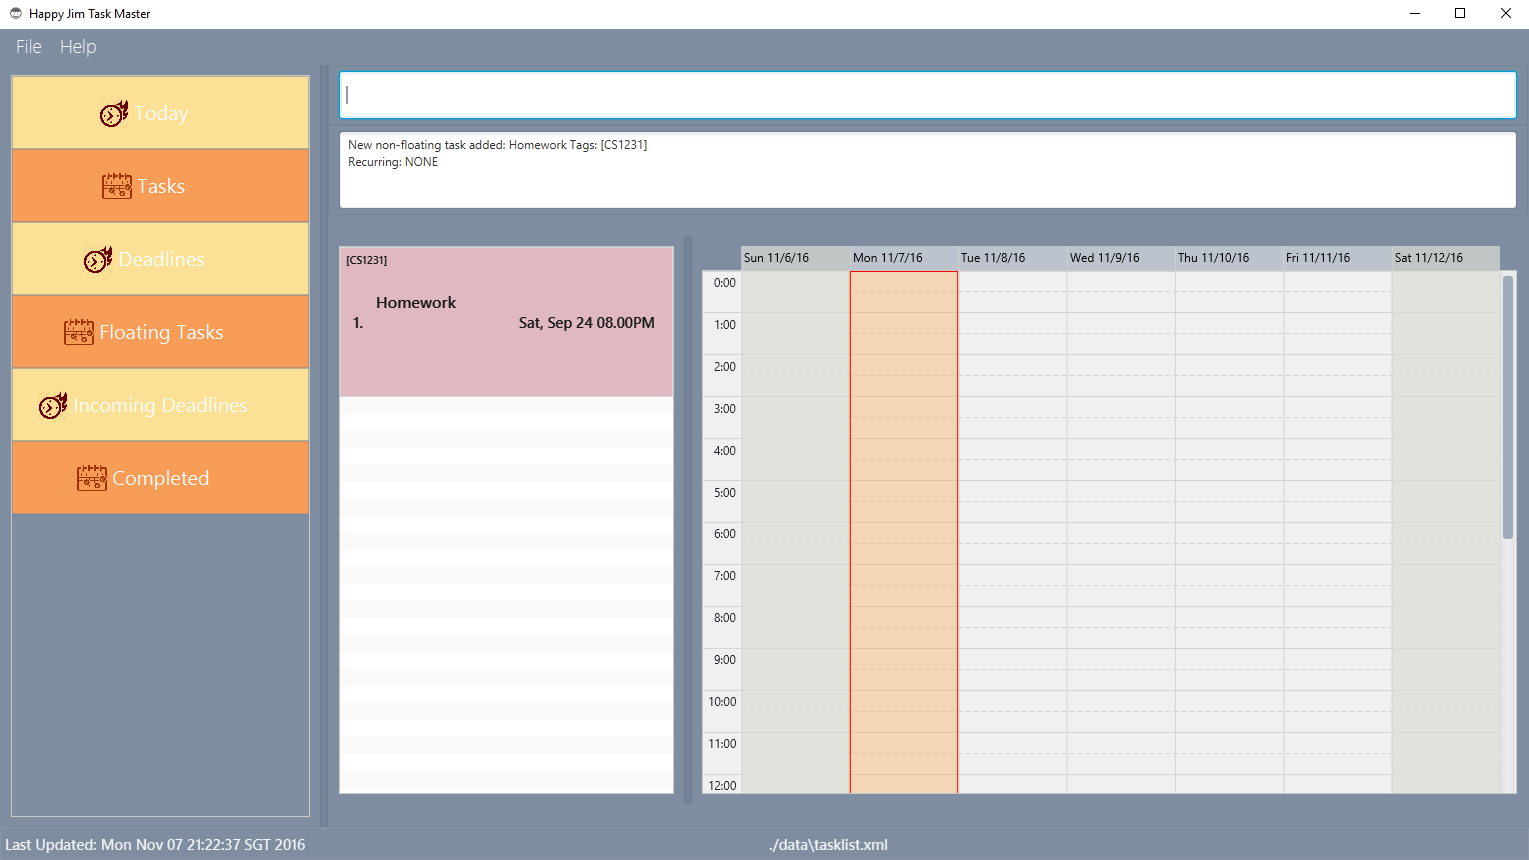 Happy Jim Task Master
File Help
Today
Tasks
Deadlines
Floating Tasks
Incoming Deadlines
Completed
New non-floating task added: Homework Tags: [CS1231]
Recurring: NONE
[CS1231]
Homework
1.
Sat, Sep 24 08.00PM
Sun 11/6/16 Mon 11/7/16 Tue 11/8/16 Wed 11/9/16 Thu 11/10/16 Fri 11/11/16 Sat 11/12/16
0:00
1:00
2:00
3:00
4:00
5:00
6:00
7:00
8:00
9:00
10:00
11:00
12:00
Last Updated: Mon Nov 07 21:22:37 SGT 2016
./data\tasklist.xml